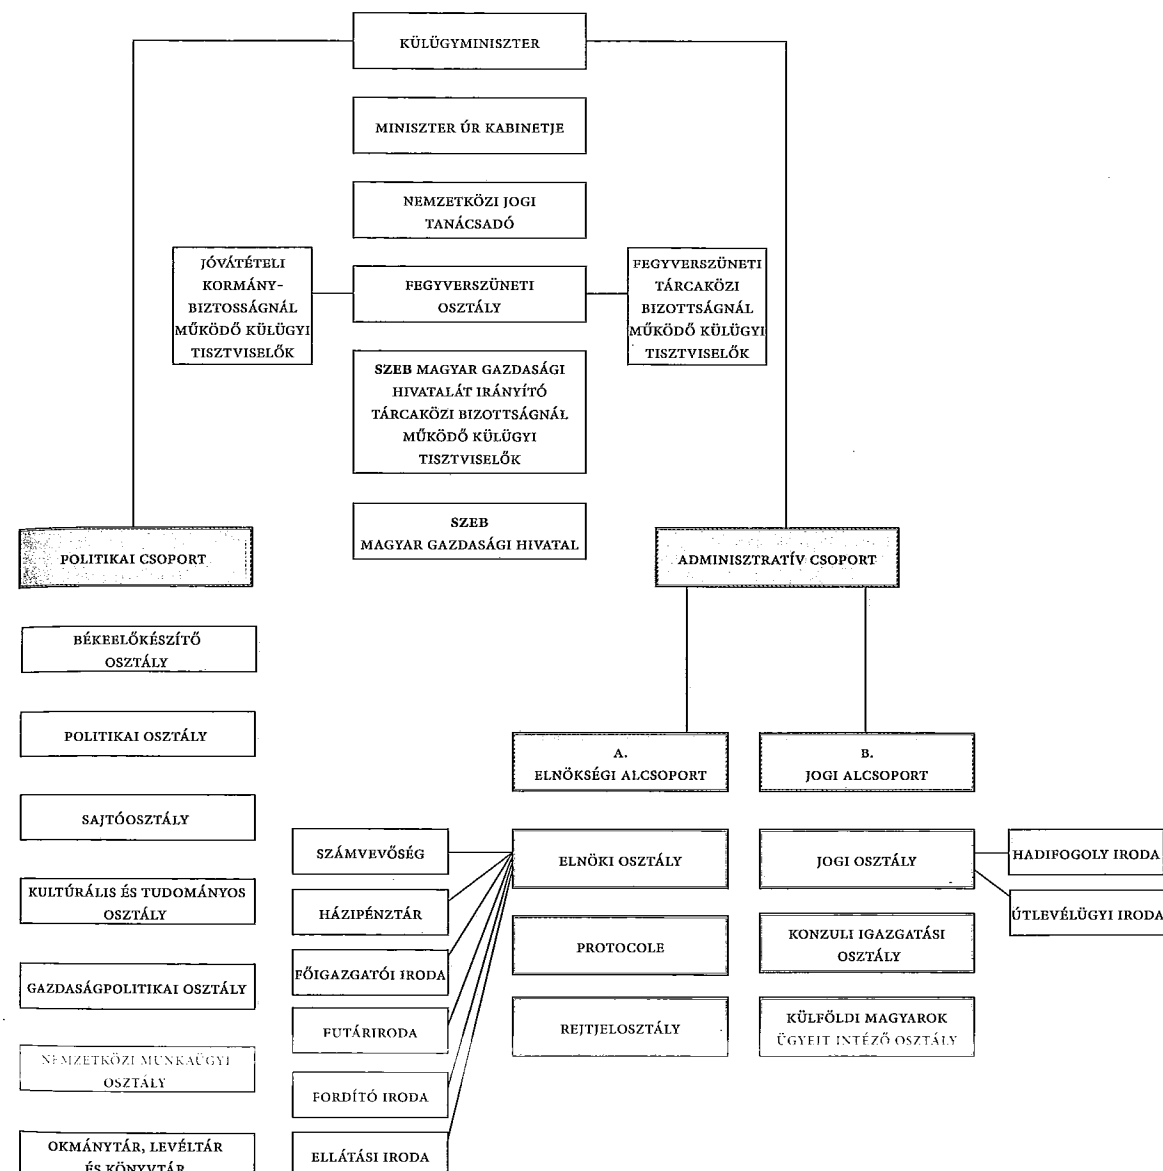 KÜLÜGYMINISZTER
MINISZTER ÚR KABINETJE
NEMZETKÖZI JOGI
TANÁCSADÓ
JÓVÁTÉTELI
KORMÁNY-
BIZTOSSÁGNÁL
MŰKÖDŐ KÜLÜGYI
TISZTVISELŐK
FEGYVERSZÜNETI
OSZTÁLY
FEGYVERSZÜNETI
TÁRCAKÖZI
BIZOTTSÁGNÁL
MŰKÖDŐ KÜLÜGYI
TISZTVISELŐK
SZEB MAGYAR GAZDASÁGI
HIVATALÁT IRÁNYÍTÓ
TÁRCAKÖZI BIZOTTSÁGNÁL
MŰKÖDŐ KÜLÜGYI
TISZTVISELŐK
SZEB
MAGYAR GAZDASÁGI HIVATAL
POLITIKAI CSOPORT
ADMINISZTRATÍV CSOPORT
BÉKEELŐKÉSZÍTŐ
OSZTÁLY
POLITIKAI OSZTÁLY
SAJTÓOSZTÁLY
KULTÚRÁLIS ÉS TUDOMÁNYOS
OSZTÁLY
GAZDASÁGPOLITIKAI OSZTÁLY
NEMZETKÖZI MUNKAÜGYI
OSZTÁLY
OKMÁNYTÁR, LEVÉLTÁR
ÉS KÖNYVTÁR
A.
ELNÖKSÉGI ALCSOPORT
B.
JOGI ALCSOPORT
SZÁMVEVŐSÉG
HÁZIPÉNZTÁR
FŐIGAZGATÓI IRODA
FUTÁRIRODA
FORDÍTÓ IRODA
ELLÁTÁSI IRODA
ELNÖKI OSZTÁLY
PROTOCOLE
REJTJELOSZTÁLY
JOGI OSZTÁLY
KONZULI IGAZGATÁSI
OSZTÁLY
KÜLFÖLDI MAGYAROK
ÜGYEIT INTÉZŐ OSZTÁLY
HADIFOGOLY IRODA
ÚTLEVÉLÜGYI IRODA